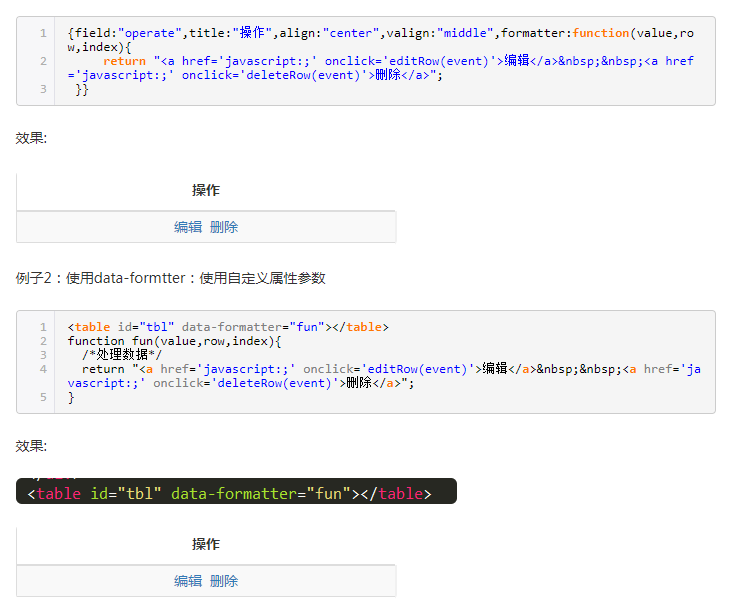 1 {field:"operate",title:"操作",align:"center",valign:"middle",formatter:function(value,ro
w,index){
2 return "<a href='javascript:;' onclick='editRow(event)'>编辑</a>&nbsp;&nbsp;<a href
='javascript:;' onclick='deleteRow(event)'>删除</a>";
3 }}
效果:
操作
编辑 删除
例子2：使用data-formtter：使用自定义属性参数
1 <table id="tbl" data-formatter="fun"></table>
2 function fun(value,row,index){
3 /*处理数据*/
4 return "<a href='javascript:;' onclick='editRow(event)'>编辑</a>&nbsp;&nbsp;<a href='ja
vascript:;' onclick='deleteRow(event)'>删除</a>";
5 }
效果:
<table id="tbl" data-formatter="fun"></table>
操作
编辑 删除